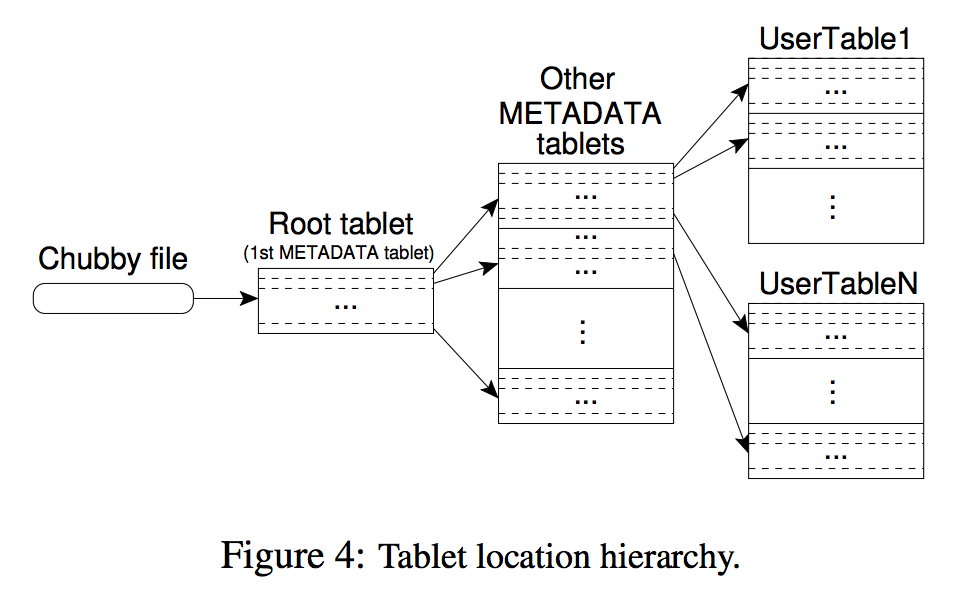 UserTable1
...
...
⋮
Other
METADATA
tablets
...
...
...
⋮
...
Root tablet
(1st METADATA tablet)
...
Chubby file
UserTableN
...
⋮
...
Figure 4: Tablet location hierarchy.